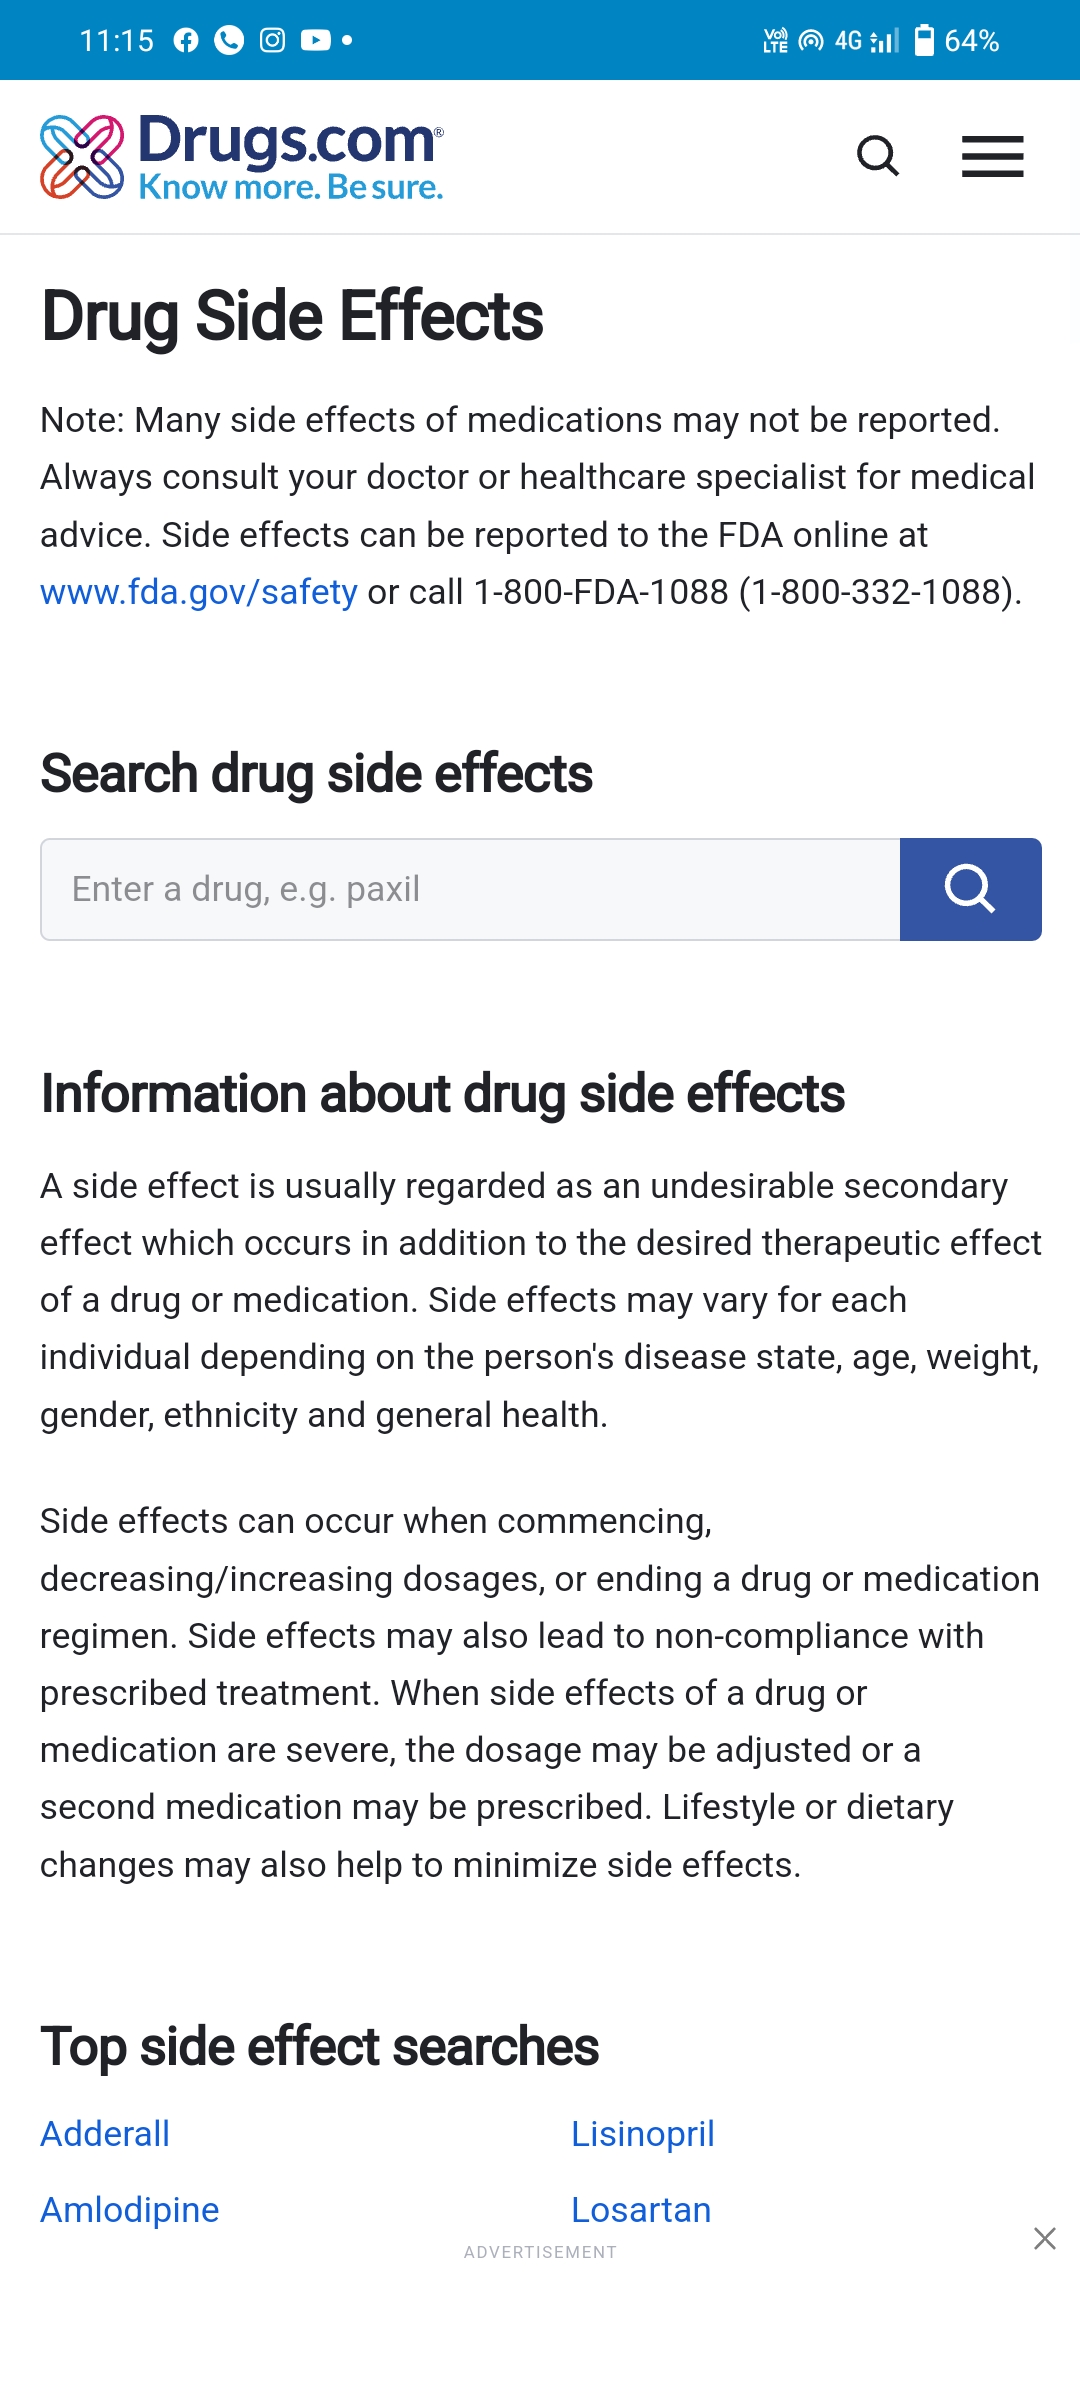 11:15
Vo) LTE 4G 64%
Drugs.com®
Know more. Be sure.
Drug Side Effects
Note: Many side effects of medications may not be reported.
Always consult your doctor or healthcare specialist for medical
advice. Side effects can be reported to the FDA online at
www.fda.gov/safety or call 1-800-FDA-1088 (1-800-332-1088).
Search drug side effects
Enter a drug, e.g. paxil
Information about drug side effects
A side effect is usually regarded as an undesirable secondary
effect which occurs in addition to the desired therapeutic effect
of a drug or medication. Side effects may vary for each
individual depending on the person's disease state, age, weight,
gender, ethnicity and general health.
Side effects can occur when commencing,
decreasing/increasing dosages, or ending a drug or medication
regimen. Side effects may also lead to non-compliance with
prescribed treatment. When side effects of a drug or
medication are severe, the dosage may be adjusted or a
second medication may be prescribed. Lifestyle or dietary
changes may also help to minimize side effects.
Top side effect searches
Adderall Lisinopril
Amlodipine Losartan
ADVERTISEMENT